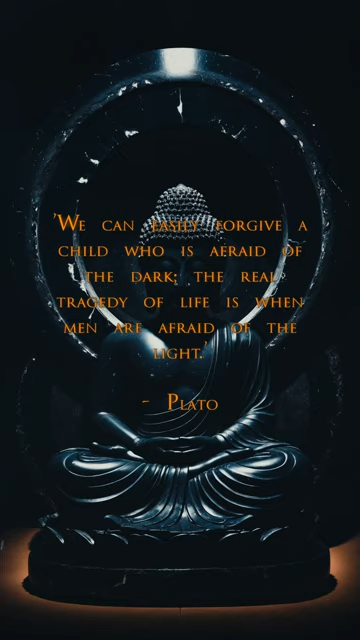 'We can easily forgive a
child who is afraid of
the dark; the real
tragedy of life is when
men are afraid of the
light.'
- Plato